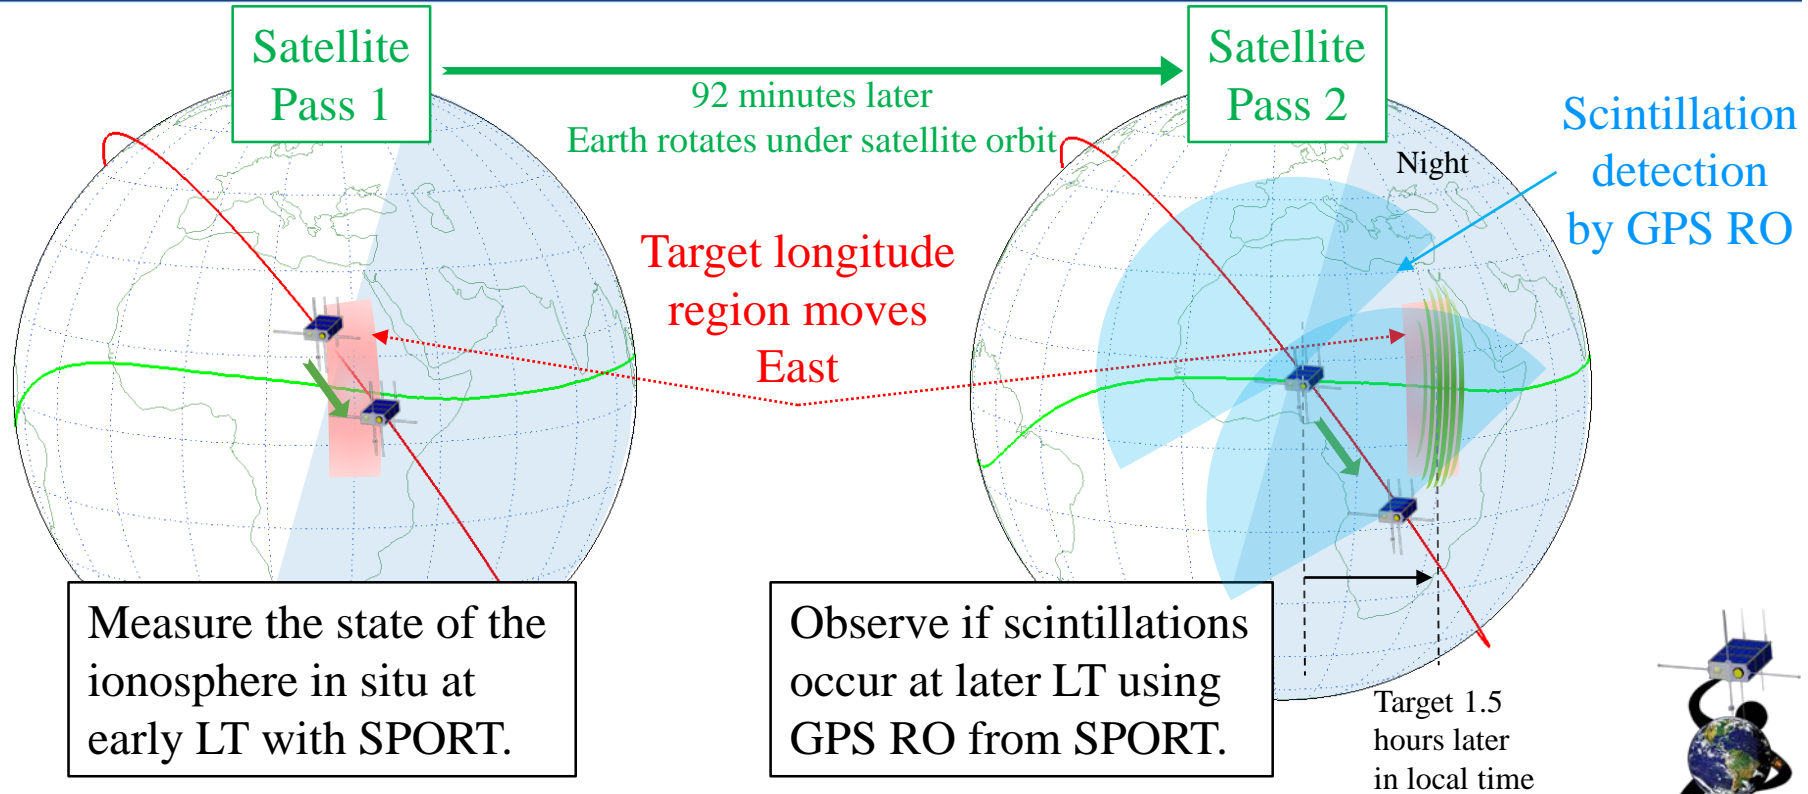 Satellite
Pass 1
92 minutes later
Earth rotates under satellite orbit
Satellite
Pass 2
Scintillation
detection
by GPS RO
Night
Target longitude
region moves
East
Measure the state of the
ionosphere in situ at
early LT with SPORT.
Observe if scintillations
occur at later LT using
GPS RO from SPORT.
Target 1.5
hours later
in local time